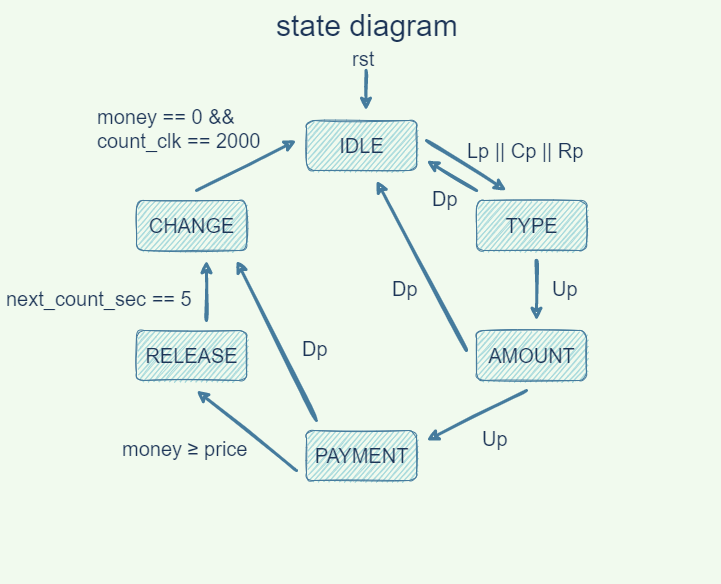 state diagram
rst
money == 0 &&
count_clk == 2000
IDLE
Lp || Cp || Rp
Dp
CHANGE
TYPE
Dp
Up
next_count_sec == 5
RELEASE
Dp
AMOUNT
money ≥ price
Up
PAYMENT